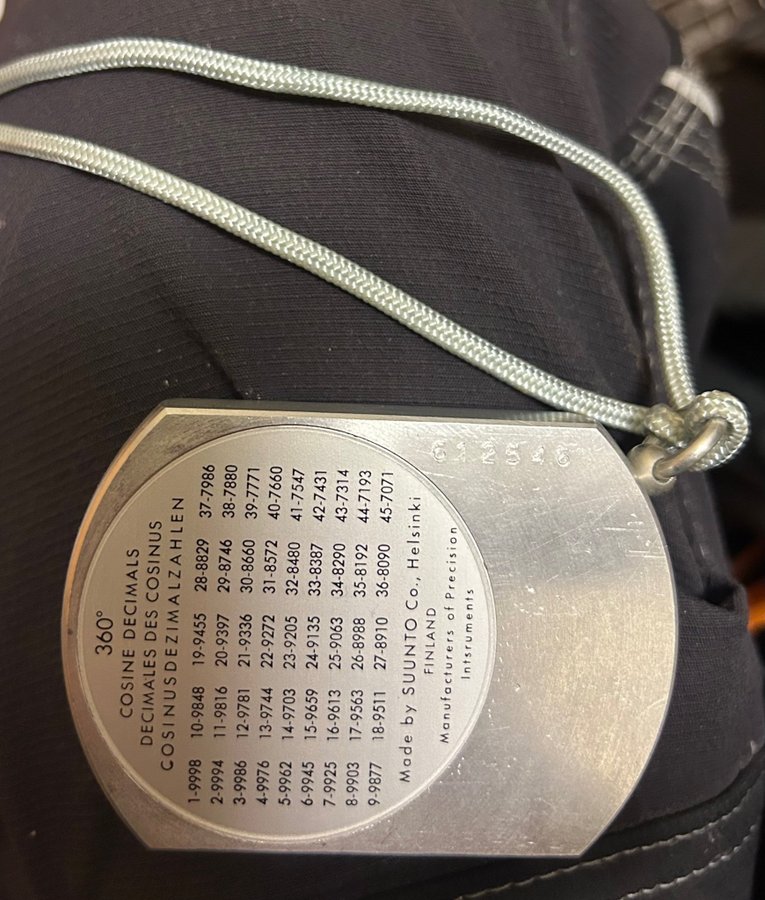 360°
COSINE DECIMALS
DECIMALES DES COSINUS
COSINUSDEZIMALZAHLEN
1-9998 10-9848 19-9455 28-8829 37-7986
2-9994 11-9816 20-9397 29-8746 38-7880
3-9986 12-9781 21-9336 30-8660 39-7771
4-9976 13-9744 22-9272 31-8572 40-7660
5-9962 14-9703 23-9205 32-8480 41-7547
6-9945 15-9659 24-9135 33-8387 42-7431
7-9925 16-9613 25-9063 34-8290 43-7314
8-9903 17-9563 26-8988 35-8192 44-7193
9-9877 18-9511 27-8910 36-8090 45-7071
Made by SUUNTO Co., Helsinki
FINLAND
Manufacturers of Precision
Intsruments